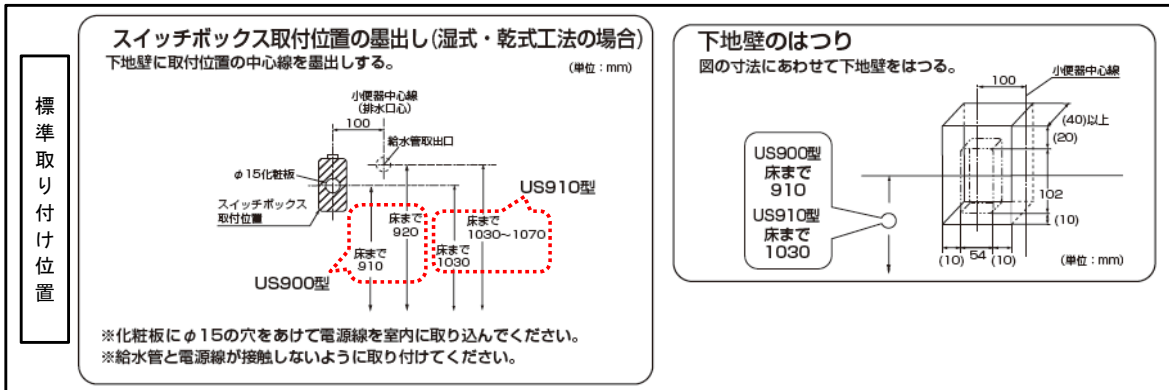 標準取り付け位置
スイッチボックス取付位置の墨出し(湿式・乾式工法の場合)
下地壁に取付位置の中心線を墨出しする。
(単位:mm)
小便器中心線
(排水口心)
100
給水管取出口
φ15化粧板
スイッチボックス
取付位置
US910型
床まで
910
床まで
920
床まで
1030
床まで
1030~1070
US900型
※化粧板にφ15の穴をあけて電源線を室内に取り込んでください。
※給水管と電源線が接触しないように取り付けてください。
下地壁のはつり
図の寸法にあわせて下地壁をはつる。
小便器中心線
100
(40)以上
(20)
US900型
床まで
910
US910型
床まで
1030
102
(10)
54
(10)
(10)
(単位:mm)